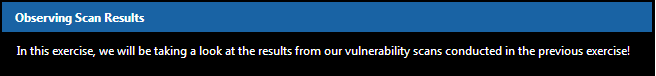 Observing Scan Results
In this exercise, we will be taking a look at the results from our vulnerability scans conducted in the previous exercise!